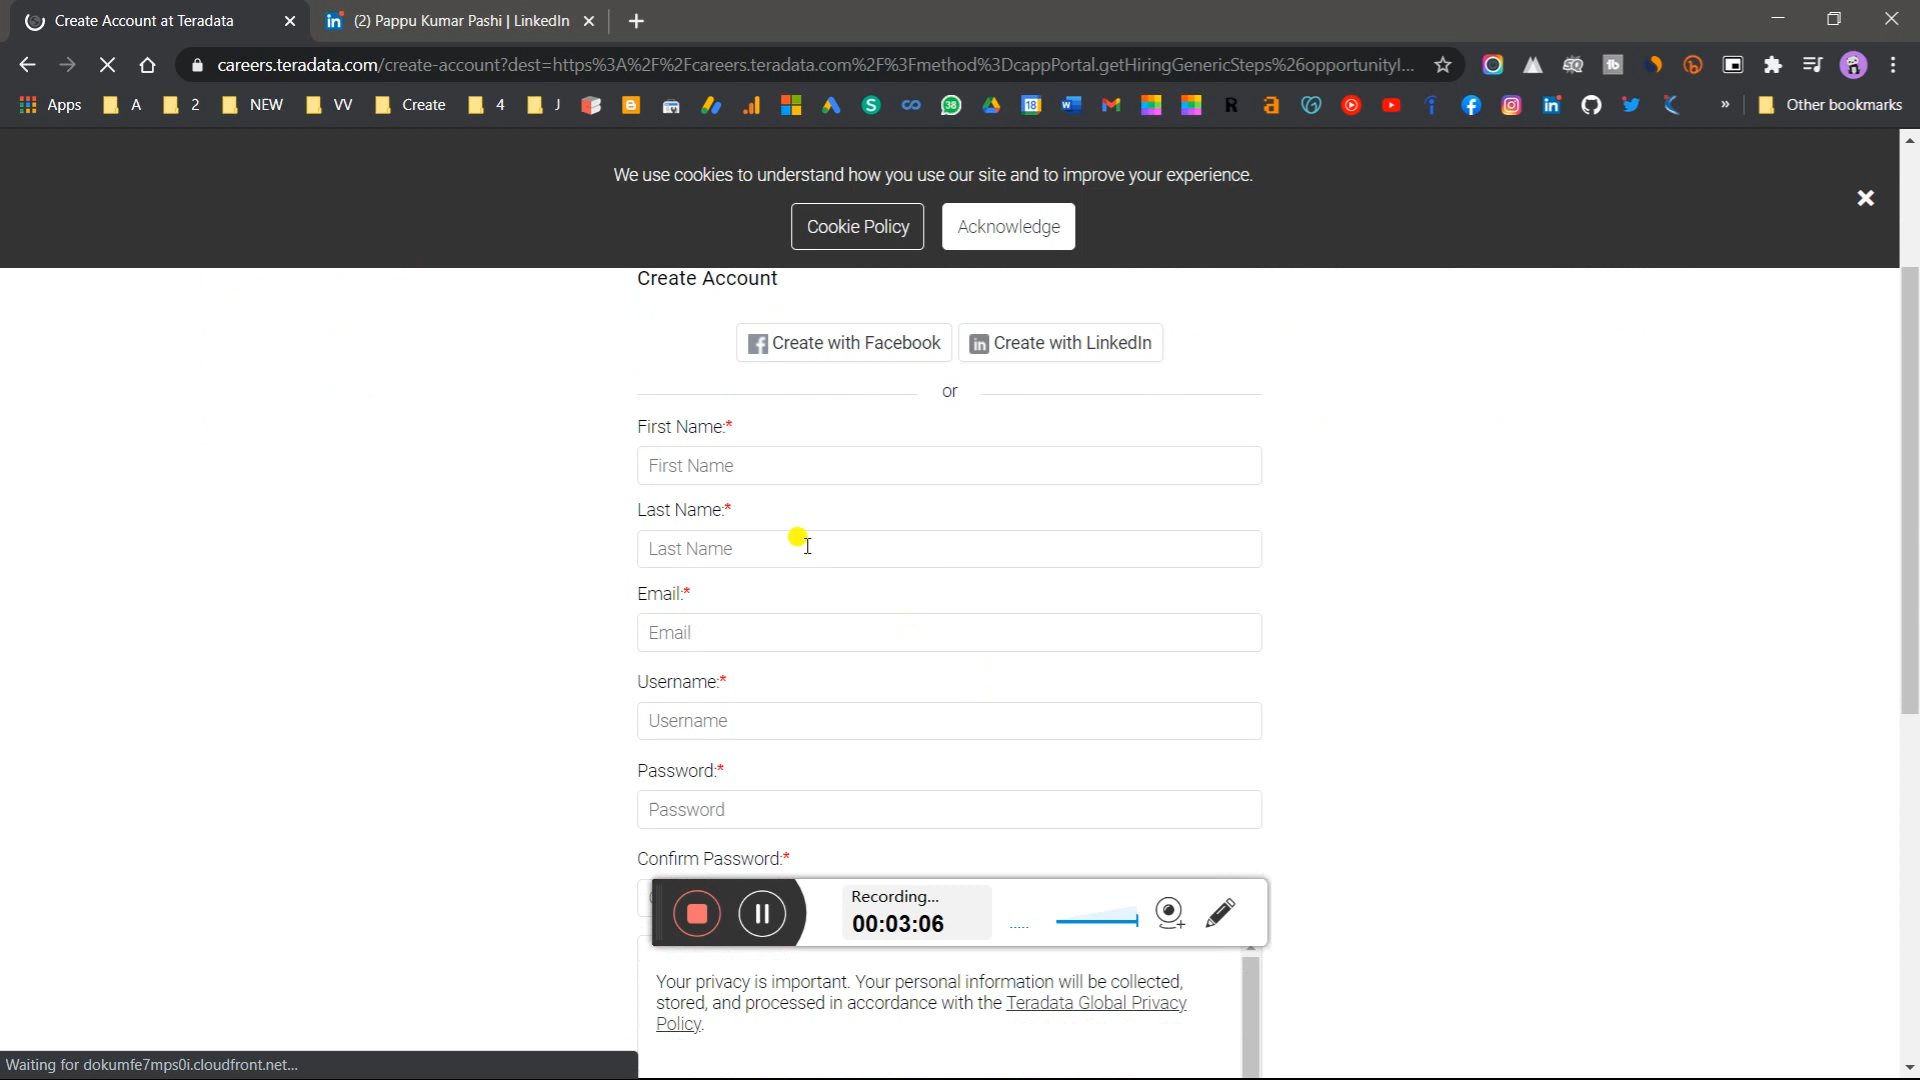 Create Account at Teradata
(2) Pappu Kumar Pashi | LinkedIn
careers.teradata.com/create-account?dest=https%3A%2F%2Fcareers.teradata.com%2F%3Fmethod%3DcappPortal.getHiringGenericSteps%26opportunityI...
Apps A 2 NEW VV Create 4 J » Other bookmarks
We use cookies to understand how you use our site and to improve your experience.
Cookie Policy Acknowledge
Create Account
Create with Facebook Create with LinkedIn
or
First Name:*
First Name
Last Name:*
Last Name
Email:*
Email
Username:*
Username
Password:*
Password
Confirm Password:*
Recording...
00:03:06
Your privacy is important. Your personal information will be collected,
stored, and processed in accordance with the Teradata Global Privacy
Policy.
Waiting for dokumfe7mps0i.cloudfront.net...